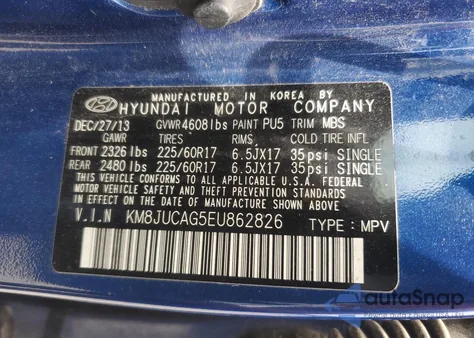 MANUFACTURED IN KOREA BY
HYUNDAI MOTOR COMPANY
DEC/27/13 GVWR 4608 lbs PAINT PU5 TRIM MBS
GAWR TIRES RIMS COLD TIRE INFL
FRONT 2326 lbs 225/60R17 6.5JX17 35psi SINGLE
REAR 2480 lbs 225/60R17 6.5JX17 35psi SINGLE
THIS VEHICLE CONFORMS TO ALL APPLICABLE U.S. FEDERAL
MOTOR VEHICLE SAFETY, BUMPER, AND THEFT PREVENTION
STANDARDS IN EFFECT ON THE DATE OF MANUFACTURE SHOWN ABOVE.
V.I.N KM8JUCAG5EU862826 TYPE : MPV
autoSnap